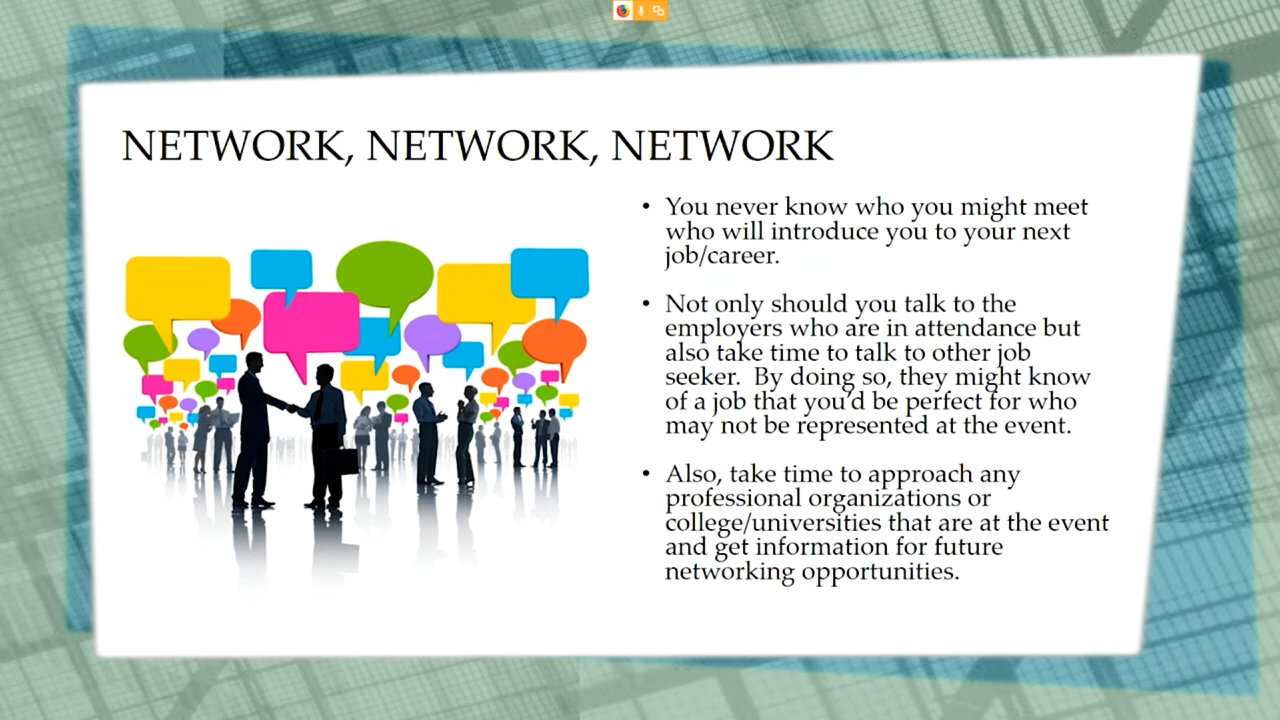 NETWORK, NETWORK, NETWORK
• You never know who you might meet
who will introduce you to your next
job/career.
• Not only should you talk to the
employers who are in attendance but
also take time to talk to other job
seeker.  By doing so, they might know
of a job that you'd be perfect for who
may not be represented at the event.
• Also, take time to approach any
professional organizations or
college/universities that are at the event
and get information for future
networking opportunities.